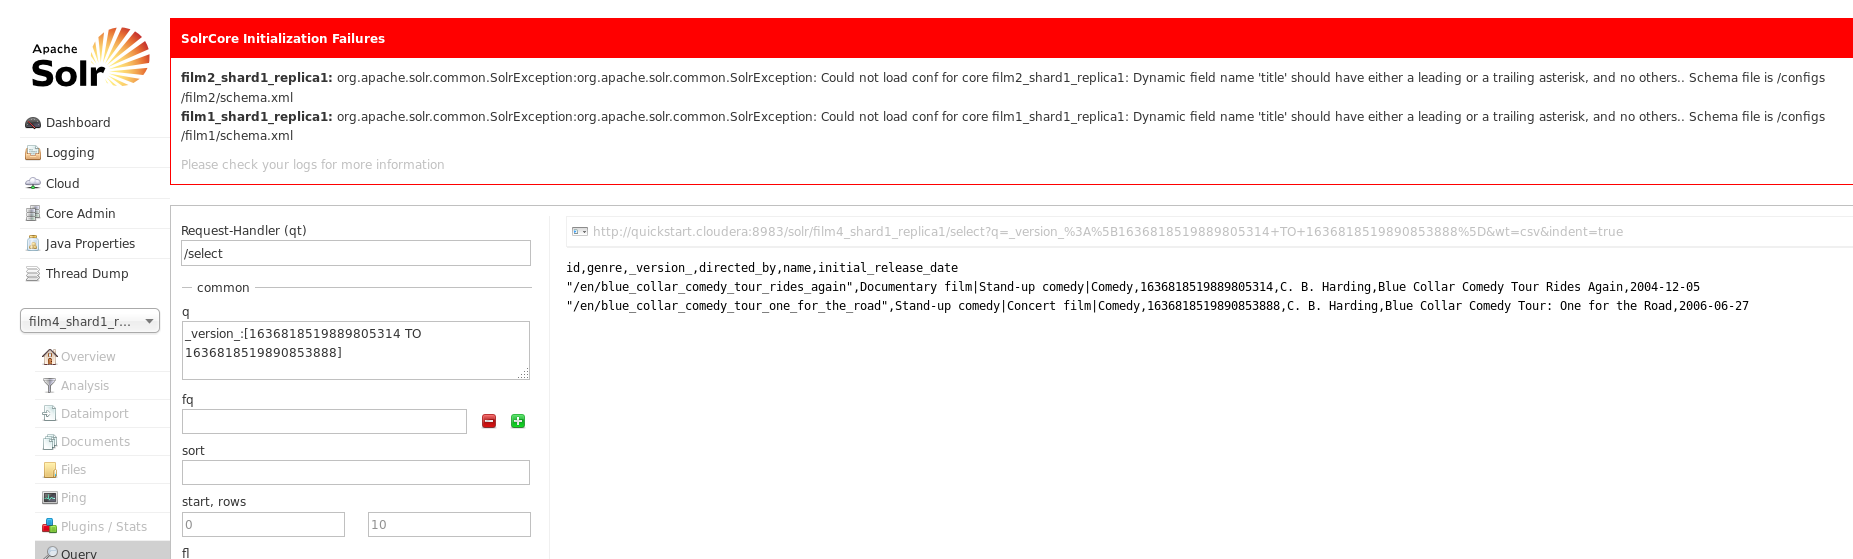 Apache
Solr
Dashboard
Logging
Cloud
Core Admin
Java Properties
Thread Dump
film4_shard1_r...
Overview
Analysis
Dataimport
Documents
Files
Ping
Plugins / Stats
Query
SolrCore Initialization Failures
film2_shard1_replica1: org.apache.solr.common.SolrException:org.apache.solr.common.SolrException: Could not load conf for core film2_shard1_replica1: Dynamic field name 'title' should have either a leading or a trailing asterisk, and no others.. Schema file is /configs
/film2/schema.xml
film1_shard1_replica1: org.apache.solr.common.SolrException:org.apache.solr.common.SolrException: Could not load conf for core film1_shard1_replica1: Dynamic field name 'title' should have either a leading or a trailing asterisk, and no others.. Schema file is /configs
/film1/schema.xml
Please check your logs for more information
Request-Handler (qt)
/select
common
q
_version_:[1636818519889805314 TO
1636818519890853888]
fq
sort
start, rows
0 10
fl
http://quickstart.cloudera:8983/solr/film4_shard1_replica1/select?q=_version_%3A%5B1636818519889805314+TO+1636818519890853888%5D&wt=csv&indent=true
id,genre,_version_,directed_by,name,initial_release_date
"/en/blue_collar_comedy_tour_rides_again",Documentary film|Stand-up comedy|Comedy,1636818519889805314,C. B. Harding,Blue Collar Comedy Tour Rides Again,2004-12-05
"/en/blue_collar_comedy_tour_one_for_the_road",Stand-up comedy|Concert film|Comedy,1636818519890853888,C. B. Harding,Blue Collar Comedy Tour: One for the Road,2006-06-27